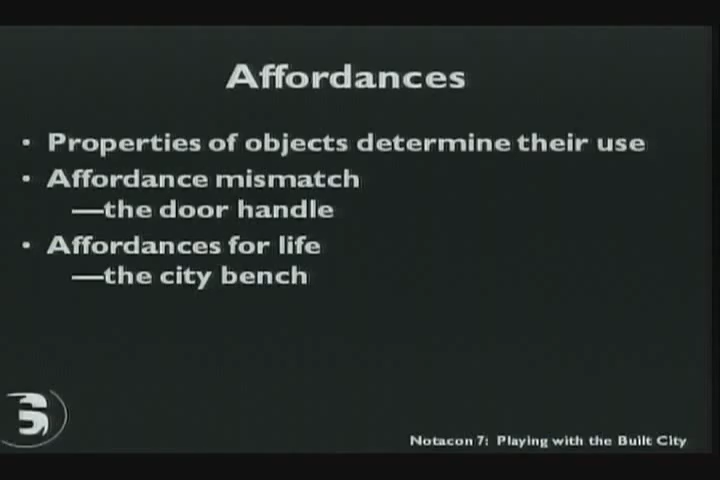 Affordances
• Properties of objects determine their use
• Affordance mismatch
—the door handle
• Affordances for life
—the city bench
Notacon 7: Playing with the Built City